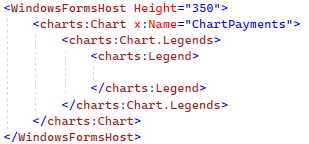 <WindowsFormsHost Height="350">
    <charts:Chart x:Name="ChartPayments">
        <charts:Chart.Legends>
            <charts:Legend>

            </charts:Legend>
        </charts:Chart.Legends>
    </charts:Chart>
</WindowsFormsHost>